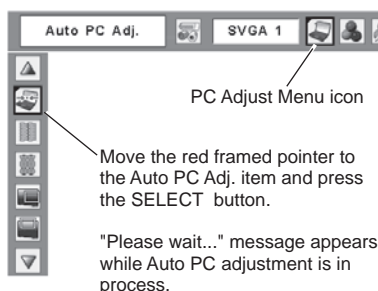 Auto PC Adj.
SVGA 1
PC Adjust Menu icon
Move the red framed pointer to
the Auto PC Adj. item and press
the SELECT button.
"Please wait..." message appears
while Auto PC adjustment is in
process.